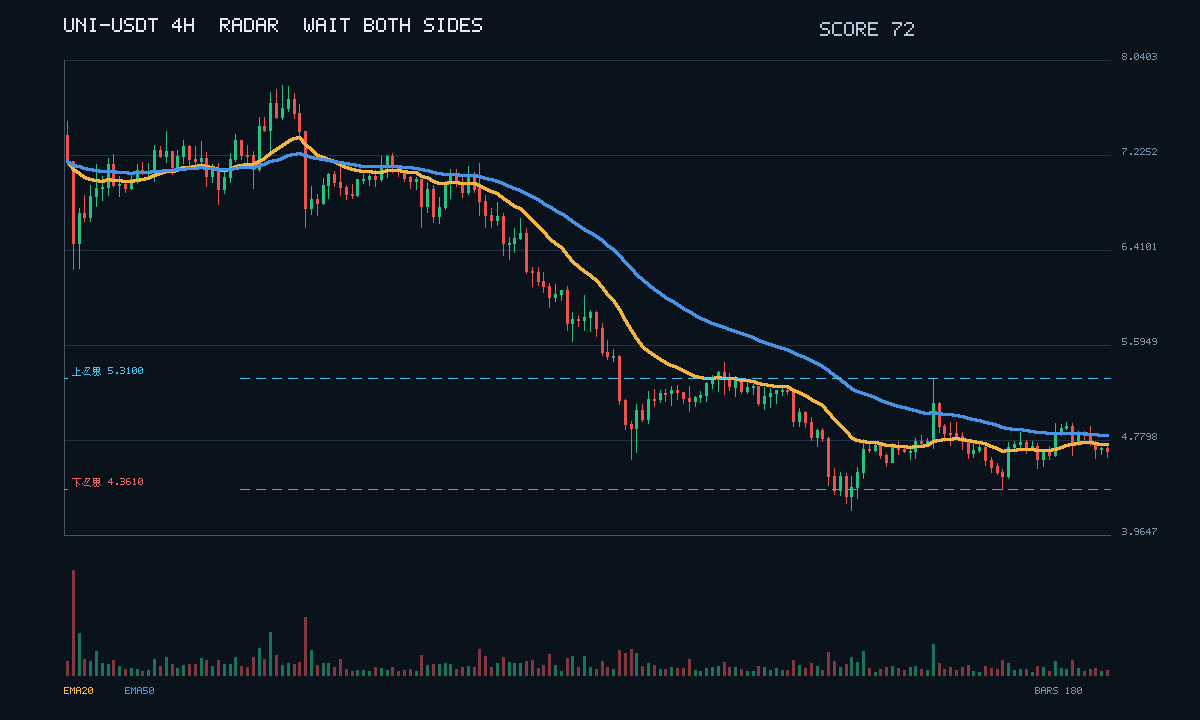 UNI-USDT 4H RADAR WAIT BOTH SIDES
SCORE 72
8.0403
7.2252
6.4101
5.5949
上边界 5.3100
4.7798
下边界 4.3610
3.9647
EMA20 EMA50
BARS 180